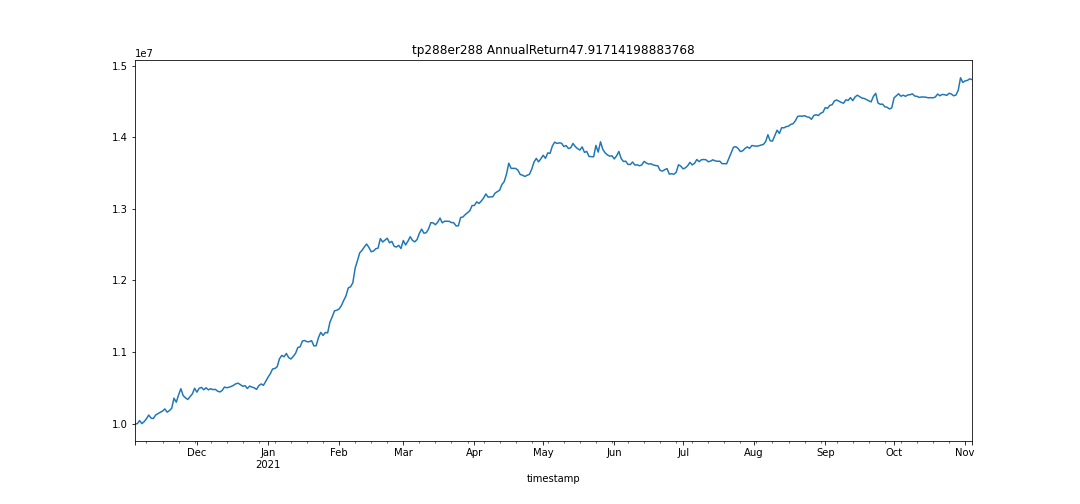 tp288er288 AnnualReturn47.91714198883768
1e7
1.5
1.4
1.3
1.2
1.1
1.0
Dec Jan Feb Mar Apr May Jun Jul Aug Sep Oct Nov
2021
timestamp